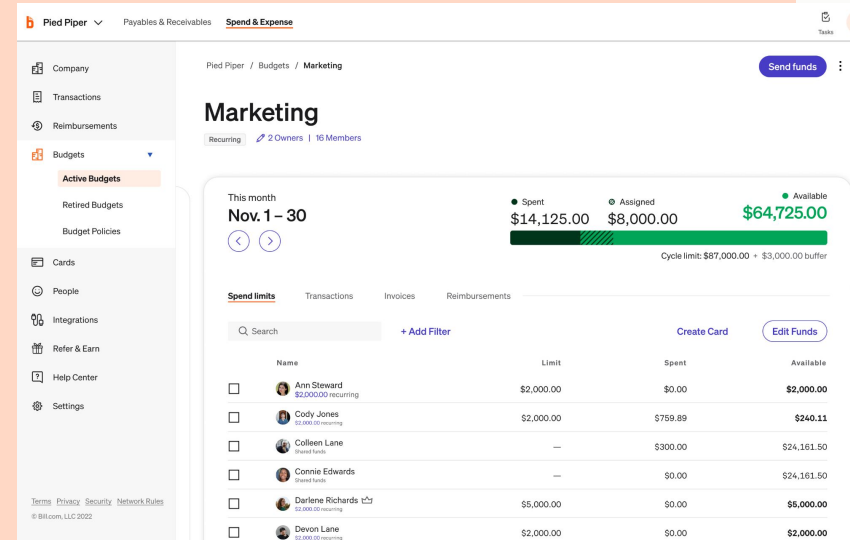 b Pied Piper Payables & Receivables Spend & Expense
Tasks
Company
Transactions
Reimbursements
Budgets
Active Budgets
Retired Budgets
Budget Policies
Cards
People
Integrations
Refer & Earn
Help Center
Settings
Terms Privacy Security Network Rules
© Bill.com, LLC 2022
Pied Piper / Budgets / Marketing
Send funds
Marketing
Recurring 2 Owners | 16 Members
This month
Nov. 1 – 30
Spent Assigned Available
$14,125.00 $8,000.00 $64,725.00
Cycle limit: $87,000.00 + $3,000.00 buffer
Spend limits Transactions Invoices Reimbursements
Search + Add Filter Create Card Edit Funds
Name Limit Spent Available
Ann Steward
$2,000.00 recurring
$2,000.00 $0.00 $2,000.00
Cody Jones
$2,000.00 recurring
$2,000.00 $759.89 $240.11
Colleen Lane
Shared funds
— $300.00 $24,161.50
Connie Edwards
Shared funds
— $0.00 $24,161.50
Darlene Richards
$2,000.00 recurring
$5,000.00 $0.00 $5,000.00
Devon Lane
$2,000.00 recurring
$2,000.00 $0.00 $2,000.00